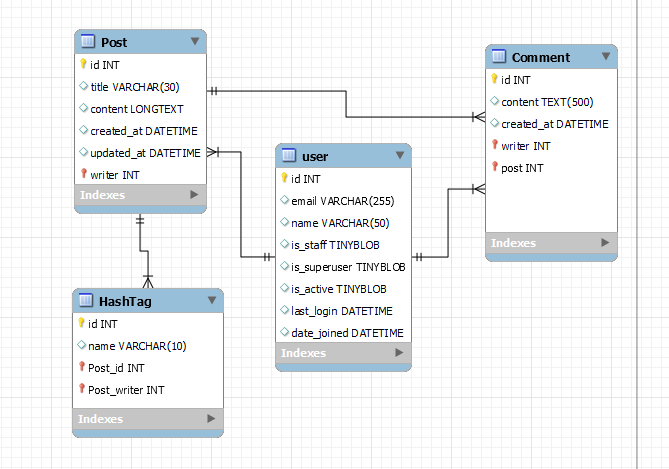 Post
id INT
title VARCHAR(30)
content LONGTEXT
created_at DATETIME
updated_at DATETIME
writer INT
Indexes
Comment
id INT
content TEXT(500)
created_at DATETIME
writer INT
post INT
Indexes
user
id INT
email VARCHAR(255)
name VARCHAR(50)
is_staff TINYBLOB
is_superuser TINYBLOB
is_active TINYBLOB
last_login DATETIME
date_joined DATETIME
Indexes
HashTag
id INT
name VARCHAR(10)
Post_id INT
Post_writer INT
Indexes